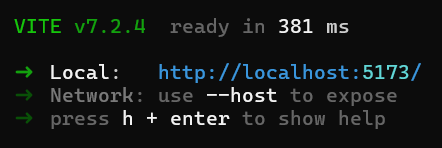 VITE v7.2.4 ready in 381 ms
➜ Local: http://localhost:5173/
➜ Network: use --host to expose
➜ press h + enter to show help